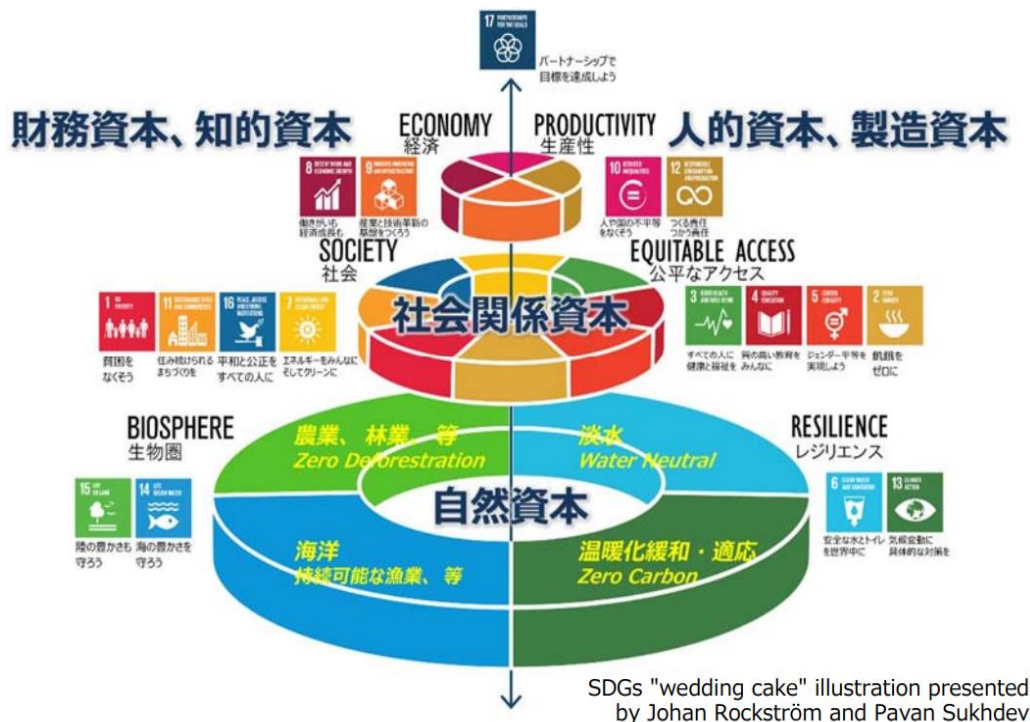 17 PARTNERSHIPS
FOR THE GOALS
パートナーシップで
目標を達成しよう
財務資本、知的資本
ECONOMY
経済
PRODUCTIVITY
生産性
人的資本、製造資本
8 DECENT WORK AND
ECONOMIC GROWTH
働きがいも
経済成長も
9 INDUSTRY, INNOVATION
AND INFRASTRUCTURE
産業と技術革新の
基盤をつくろう
10 REDUCED
INEQUALITIES
人や国の不平等
をなくそう
12 RESPONSIBLE
CONSUMPTION
AND PRODUCTION
つくる責任
つかう責任
SOCIETY
社会
EQUITABLE ACCESS
公平なアクセス
社会関係資本
1 NO
POVERTY
貧困を
なくそう
11 SUSTAINABLE CITIES
AND COMMUNITIES
住み続けられる
まちづくりを
16 PEACE, JUSTICE
AND STRONG
INSTITUTIONS
平和と公正を
すべての人に
7 AFFORDABLE AND
CLEAN ENERGY
エネルギーをみんなに
そしてクリーンに
3 GOOD HEALTH
AND WELL-BEING
すべての人に
健康と福祉を
4 QUALITY
EDUCATION
質の高い教育を
みんなに
5 GENDER
EQUALITY
ジェンダー平等を
実現しよう
2 ZERO
HUNGER
飢餓を
ゼロに
BIOSPHERE
生物圏
RESILIENCE
レジリエンス
農業、林業、等
Zero Deforestration
淡水
Water Neutral
自然資本
海洋
持続可能な漁業、等
温暖化緩和・適応
Zero Carbon
15 LIFE
ON LAND
陸の豊かさも
守ろう
14 LIFE
BELOW WATER
海の豊かさを
守ろう
6 CLEAN WATER
AND SANITATION
安全な水とトイレ
を世界中に
13 CLIMATE
ACTION
気候変動に
具体的な対策を
SDGs "wedding cake" illustration presented
by Johan Rockström and Pavan Sukhdev